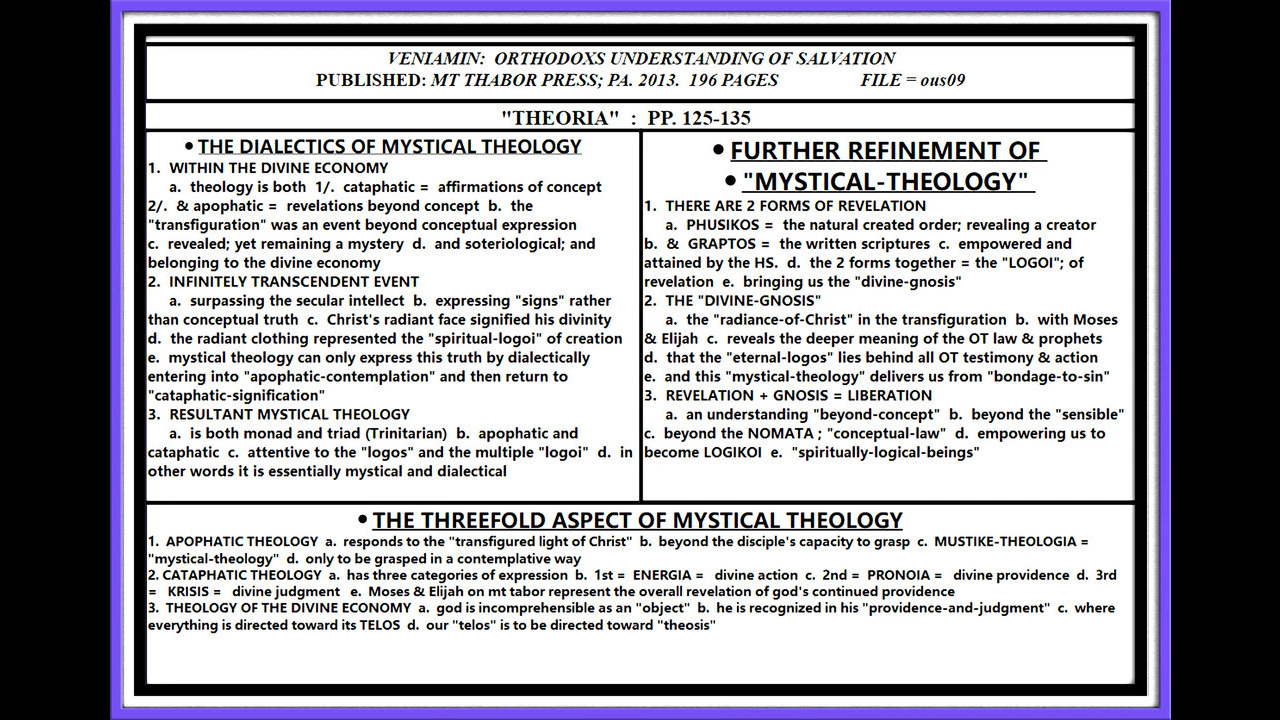 VENIAMIN: ORTHODOXS UNDERSTANDING OF SALVATION
PUBLISHED: MT THABOR PRESS; PA. 2013. 196 PAGES FILE = ous09
"THEORIA" : PP. 125-135
• THE DIALECTICS OF MYSTICAL THEOLOGY
1. WITHIN THE DIVINE ECONOMY
a. theology is both 1/. cataphatic = affirmations of concept
2/. & apophatic = revelations beyond concept b. the
"transfiguration" was an event beyond conceptual expression
c. revealed; yet remaining a mystery d. and soteriological; and
belonging to the divine economy
2. INFINITELY TRANSCENDENT EVENT
a. surpassing the secular intellect b. expressing "signs" rather
than conceptual truth c. Christ's radiant face signified his divinity
d. the radiant clothing represented the "spiritual-logoi" of creation
e. mystical theology can only express this truth by dialectically
entering into "apophatic-contemplation" and then return to
"cataphatic-signification"
3. RESULTANT MYSTICAL THEOLOGY
a. is both monad and triad (Trinitarian) b. apophatic and
cataphatic c. attentive to the "logos" and the multiple "logoi" d. in
other words it is essentially mystical and dialectical
• FURTHER REFINEMENT OF
• "MYSTICAL-THEOLOGY"
1. THERE ARE 2 FORMS OF REVELATION
a. PHUSIKOS = the natural created order; revealing a creator
b. & GRAPTOS = the written scriptures c. empowered and
attained by the HS. d. the 2 forms together = the "LOGOI"; of
revelation e. bringing us the "divine-gnosis"
2. THE "DIVINE-GNOSIS"
a. the "radiance-of-Christ" in the transfiguration b. with Moses
& Elijah c. reveals the deeper meaning of the OT law & prophets
d. that the "eternal-logos" lies behind all OT testimony & action
e. and this "mystical-theology" delivers us from "bondage-to-sin"
3. REVELATION + GNOSIS = LIBERATION
a. an understanding "beyond-concept" b. beyond the "sensible"
c. beyond the NOMATA ; "conceptual-law" d. empowering us to
become LOGIKOI e. "spiritually-logical-beings"
• THE THREEFOLD ASPECT OF MYSTICAL THEOLOGY
1. APOPHATIC THEOLOGY a. responds to the "transfigured light of Christ" b. beyond the disciple's capacity to grasp c. MUSTIKE-THEOLOGIA =
"mystical-theology" d. only to be grasped in a contemplative way
2. CATAPHATIC THEOLOGY a. has three categories of expression b. 1st = ENERGIA = divine action c. 2nd = PRONOIA = divine providence d. 3rd
= KRISIS = divine judgment e. Moses & Elijah on mt tabor represent the overall revelation of god's continued providence
3. THEOLOGY OF THE DIVINE ECONOMY a. god is incomprehensible as an "object" b. he is recognized in his "providence-and-judgment" c. where
everything is directed toward its TELOS d. our "telos" is to be directed toward "theosis"